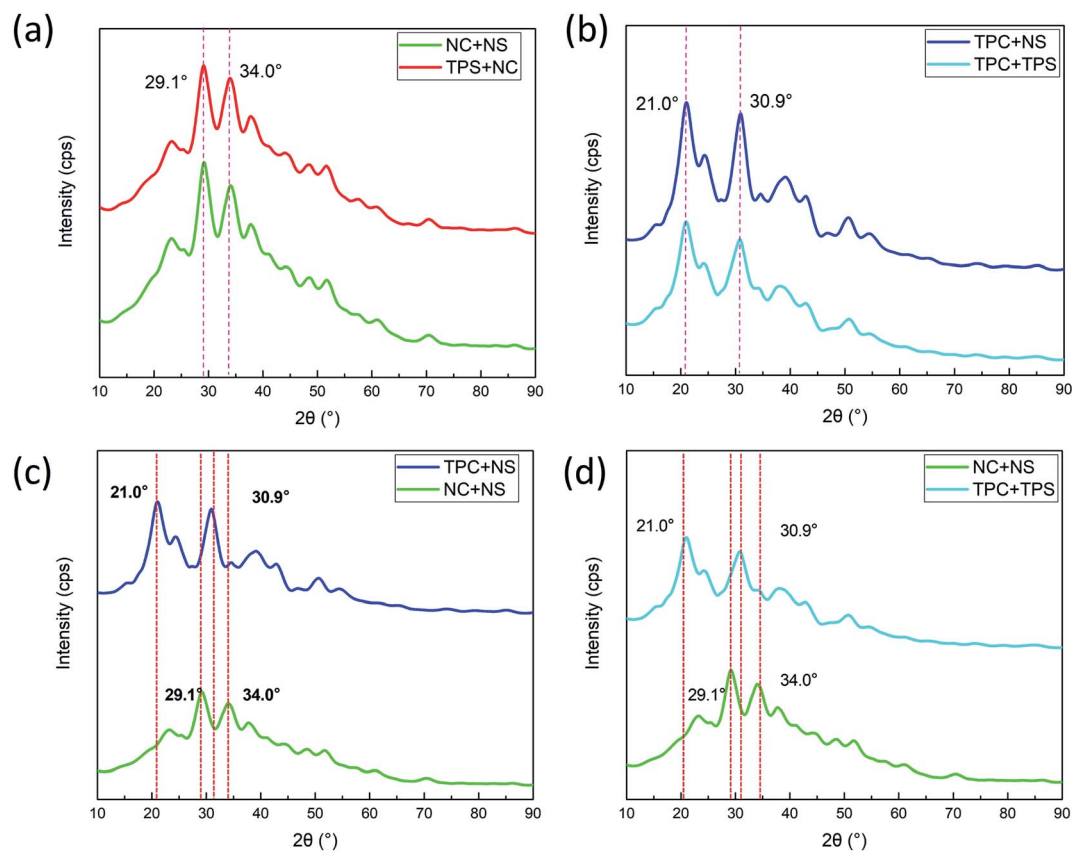 (a)
NC+NS
TPS+NC
29.1°
34.0°
Intensity (cps)
10 20 30 40 50 60 70 80 90
2θ (°)
(b)
TPC+NS
TPC+TPS
21.0°
30.9°
Intensity (cps)
10 20 30 40 50 60 70 80 90
2θ (°)
(c)
TPC+NS
NC+NS
21.0°
30.9°
29.1°
34.0°
Intensity (cps)
10 20 30 40 50 60 70 80 90
2θ (°)
(d)
NC+NS
TPC+TPS
21.0°
30.9°
29.1°
34.0°
Intensity (cps)
10 20 30 40 50 60 70 80 90
2θ (°)